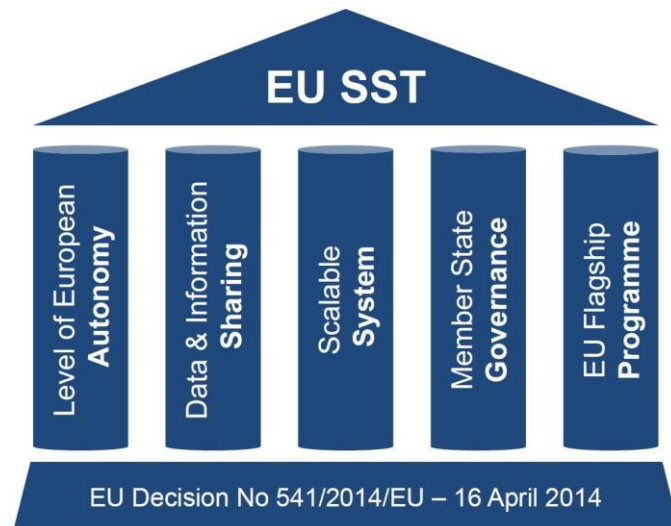 EU SST
Level of European
Autonomy
Data & Information
Sharing
Scalable
System
Member State
Governance
EU Flagship
Programme
EU Decision No 541/2014/EU – 16 April 2014